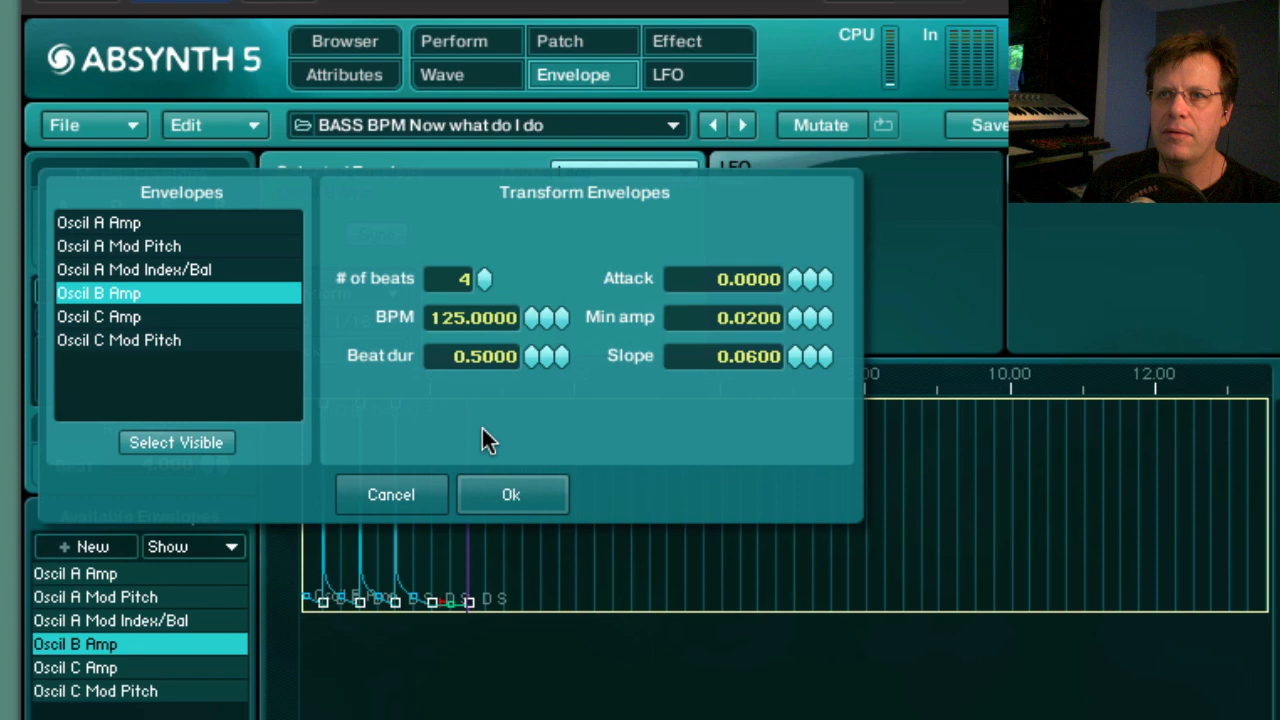 ABSYNTH 5
Browser
Perform
Patch
Effect
Attributes
Wave
Envelope
LFO
CPU
In
File
Edit
BASS BPM Now what do I do
Mutate
Save
LFO
Envelopes
Oscil A Amp
Oscil A Mod Pitch
Oscil A Mod Index/Bal
Oscil B Amp
Oscil C Amp
Oscil C Mod Pitch
Select Visible
Transform Envelopes
# of beats 4
Attack 0.0000
BPM 125.0000
Min amp 0.0200
Beat dur 0.5000
Slope 0.0600
Cancel
Ok
10.00
12.00
Available Envelopes
+ New
Show
Oscil A Amp
Oscil A Mod Pitch
Oscil A Mod Index/Bal
Oscil B Amp
Oscil C Amp
Oscil C Mod Pitch